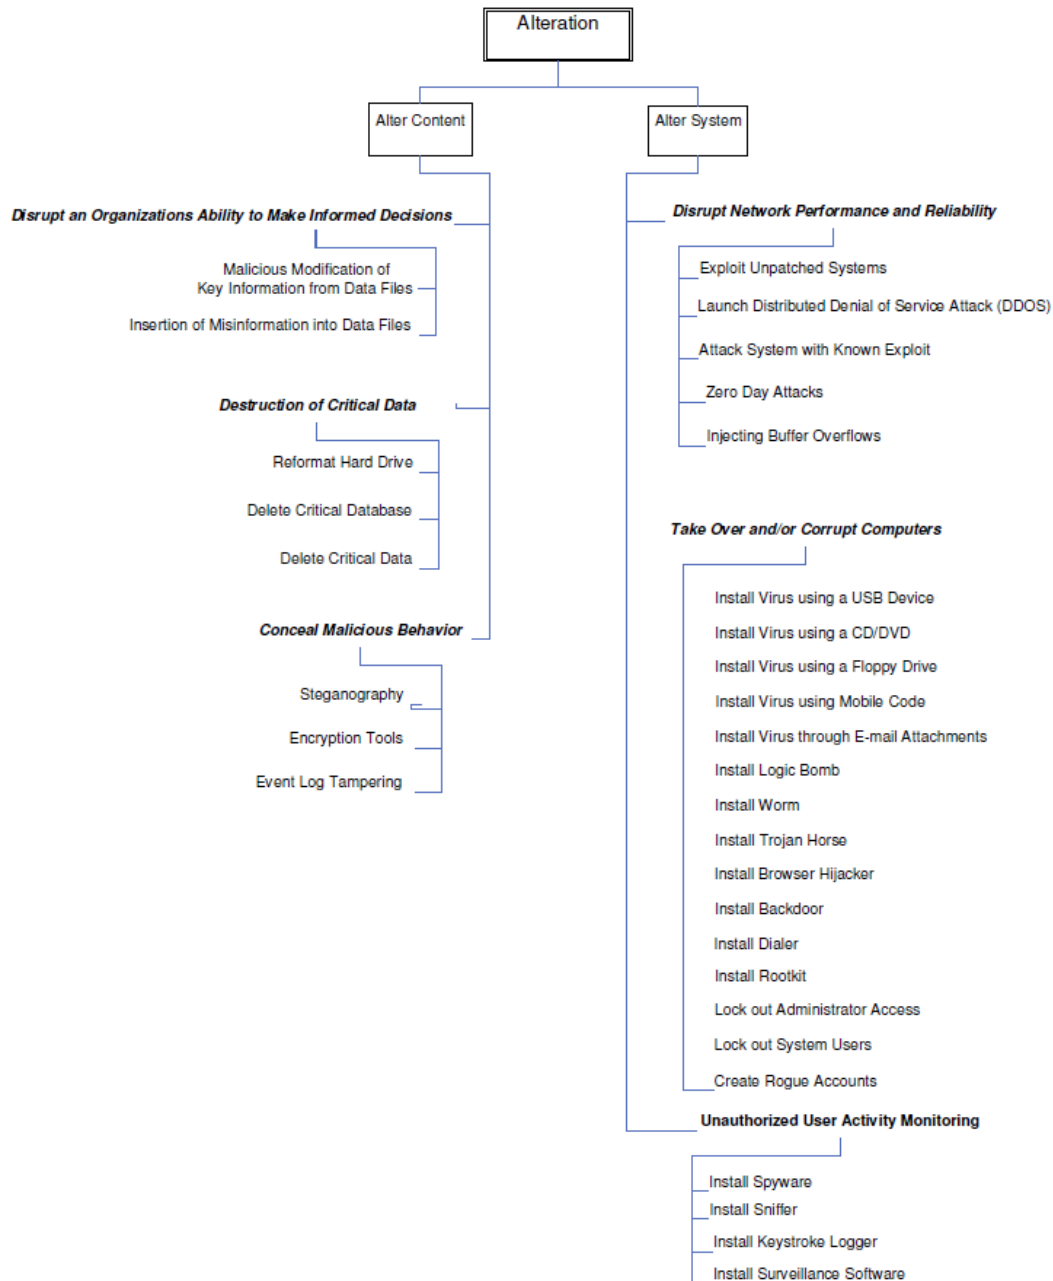 Alteration
Alter Content
Alter System
Disrupt an Organizations Ability to Make Informed Decisions
Malicious Modification of
Key Information from Data Files
Insertion of Misinformation into Data Files
Destruction of Critical Data
Reformat Hard Drive
Delete Critical Database
Delete Critical Data
Conceal Malicious Behavior
Steganography
Encryption Tools
Event Log Tampering
Disrupt Network Performance and Reliability
Exploit Unpatched Systems
Launch Distributed Denial of Service Attack (DDOS)
Attack System with Known Exploit
Zero Day Attacks
Injecting Buffer Overflows
Take Over and/or Corrupt Computers
Install Virus using a USB Device
Install Virus using a CD/DVD
Install Virus using a Floppy Drive
Install Virus using Mobile Code
Install Virus through E-mail Attachments
Install Logic Bomb
Install Worm
Install Trojan Horse
Install Browser Hijacker
Install Backdoor
Install Dialer
Install Rootkit
Lock out Administrator Access
Lock out System Users
Create Rogue Accounts
Unauthorized User Activity Monitoring
Install Spyware
Install Sniffer
Install Keystroke Logger
Install Surveillance Software